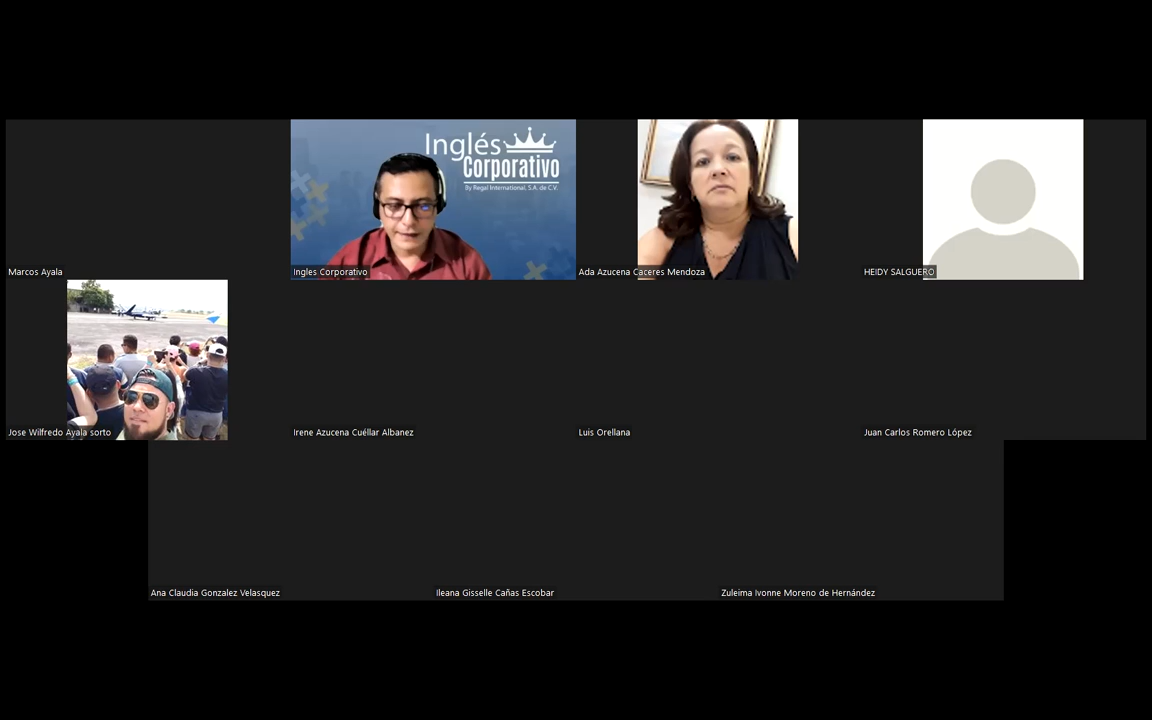 Inglés
Corporativo
By Regal International, S.A. de C.V.
Marcos Ayala
Ingles Corporativo
Ada Azucena Caceres Mendoza
HEIDY SALGUERO
Jose Wilfredo Ayala sorto
Irene Azucena Cuéllar Albanez
Luis Orellana
Juan Carlos Romero López
Ana Claudia Gonzalez Velasquez
Ileana Gisselle Cañas Escobar
Zuleima Ivonne Moreno de Hernández